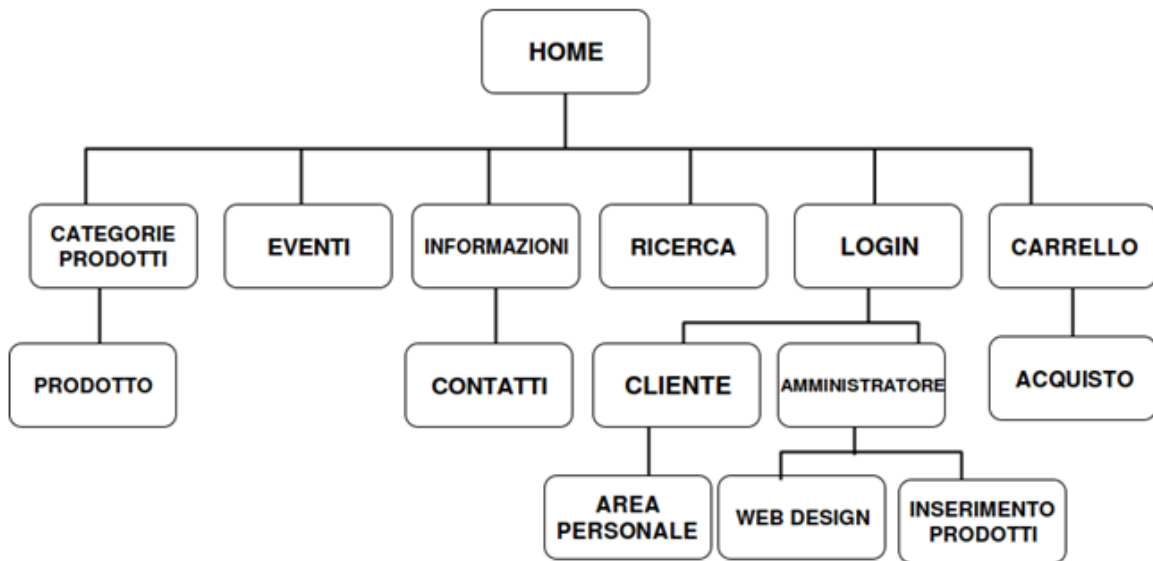 HOME
CATEGORIE
PRODOTTI
EVENTI
INFORMAZIONI
RICERCA
LOGIN
CARRELLO
PRODOTTO
CONTATTI
CLIENTE
AMMINISTRATORE
ACQUISTO
AREA
PERSONALE
WEB DESIGN
INSERIMENTO
PRODOTTI